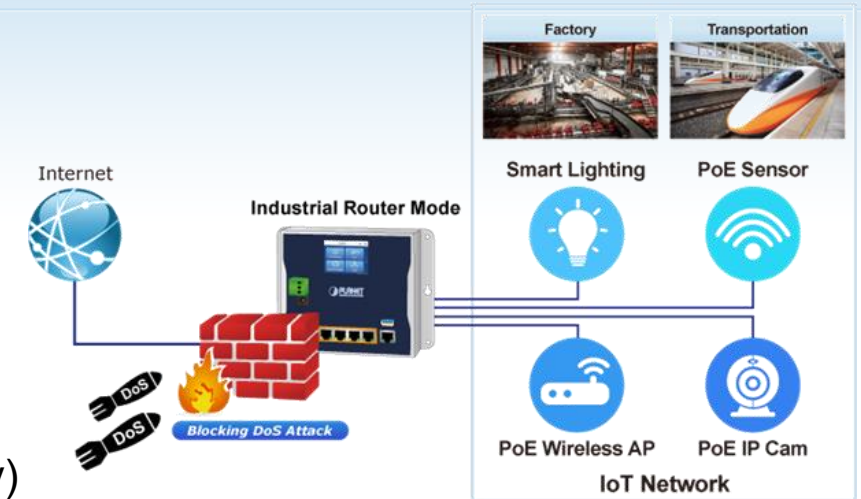 Factory
Transportation
Internet
Industrial Router Mode
PLANET
Smart Lighting
PoE Sensor
DoS
DoS
Blocking DoS Attack
PoE Wireless AP
PoE IP Cam
IoT Network